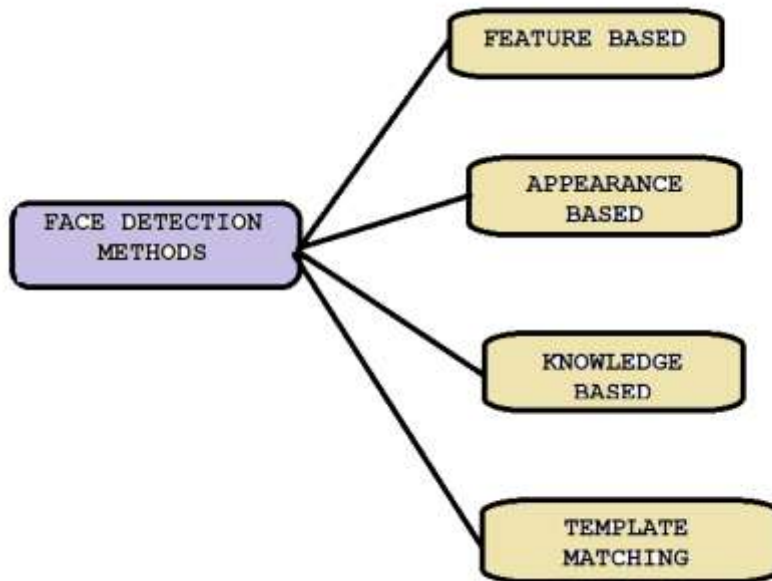 FEATURE BASED
APPEARANCE
BASED
FACE DETECTION
METHODS
KNOWLEDGE
BASED
TEMPLATE
MATCHING